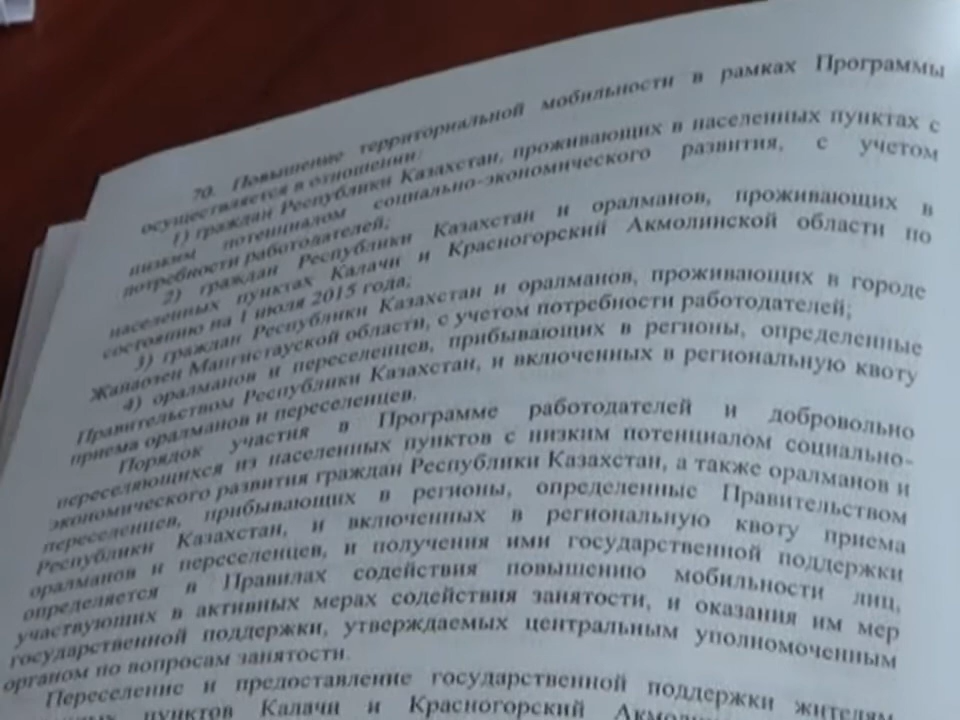 70. Повышение территориальной мобильности в рамках Программы
осуществляется в отношении:
1) граждан Республики Казахстан, проживающих в населенных пунктах с
низким потенциалом социально-экономического развития, с учетом
потребности работодателей;
2) граждан Республики Казахстан и оралманов, проживающих в
населенных пунктах Калачи и Красногорский Акмолинской области по
состоянию на 1 июля 2015 года;
3) граждан Республики Казахстан и оралманов, проживающих в городе
Жанаозен Мангистауской области, с учетом потребности работодателей;
4) оралманов и переселенцев, прибывающих в регионы, определенные
Правительством Республики Казахстан, и включенных в региональную квоту
приема оралманов и переселенцев.
Порядок участия в Программе работодателей и добровольно
переселяющихся из населенных пунктов с низким потенциалом социально-
экономического развития граждан Республики Казахстан, а также оралманов и
переселенцев, прибывающих в регионы, определенные Правительством
Республики Казахстан, и включенных в региональную квоту приема
оралманов и переселенцев, и получения ими государственной поддержки
определяется в Правилах содействия повышению мобильности лиц,
участвующих в активных мерах содействия занятости, и оказания им мер
государственной поддержки, утверждаемых центральным уполномоченным
органом по вопросам занятости.
Переселение и предоставление государственной поддержки жителям
пунктов Калачи и Красногорский